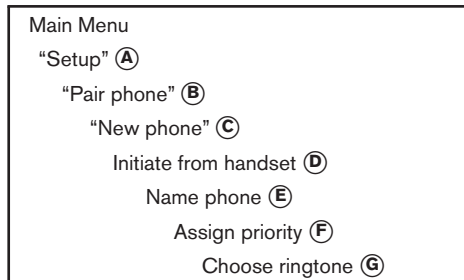 Main Menu
“Setup” Ⓐ
“Pair phone” Ⓑ
“New phone” Ⓒ
Initiate from handset Ⓓ
Name phone Ⓔ
Assign priority Ⓕ
Choose ringtone Ⓖ